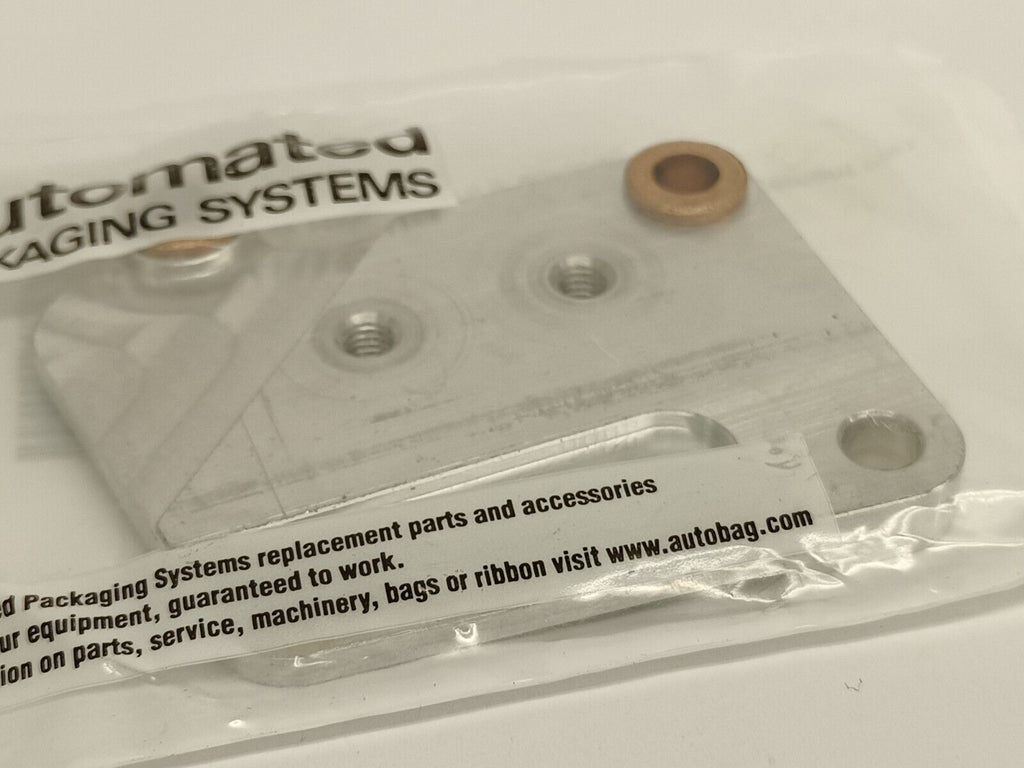 utomated
KAGING SYSTEMS
d Packaging Systems replacement parts and accessories
ur equipment, guaranteed to work.
ion on parts, service, machinery, bags or ribbon visit www.autobag.com